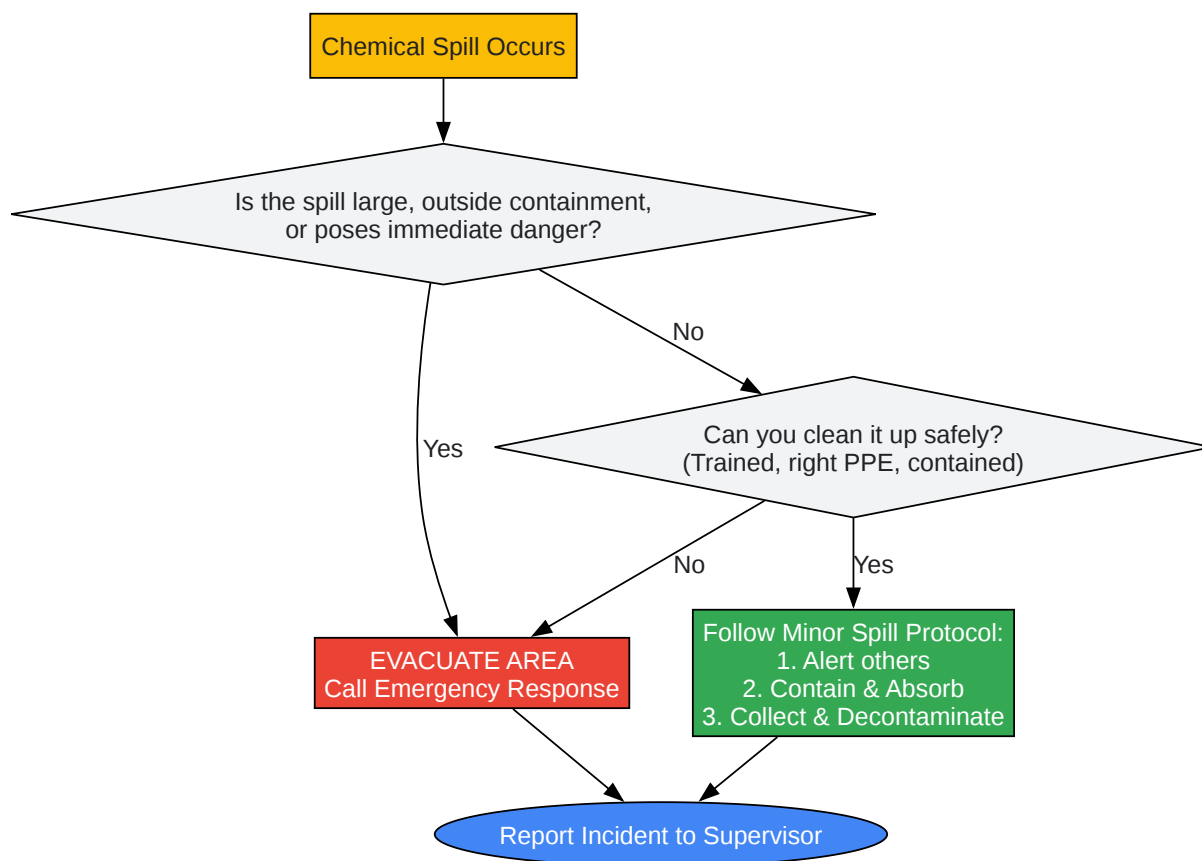 Chemical Spill Occurs
Is the spill large, outside containment,
or poses immediate danger?
No
Yes
Can you clean it up safely?
(Trained, right PPE, contained)
No
Yes
EVACUATE AREA
Call Emergency Response
Follow Minor Spill Protocol:
1. Alert others
2. Contain & Absorb
3. Collect & Decontaminate
Report Incident to Supervisor